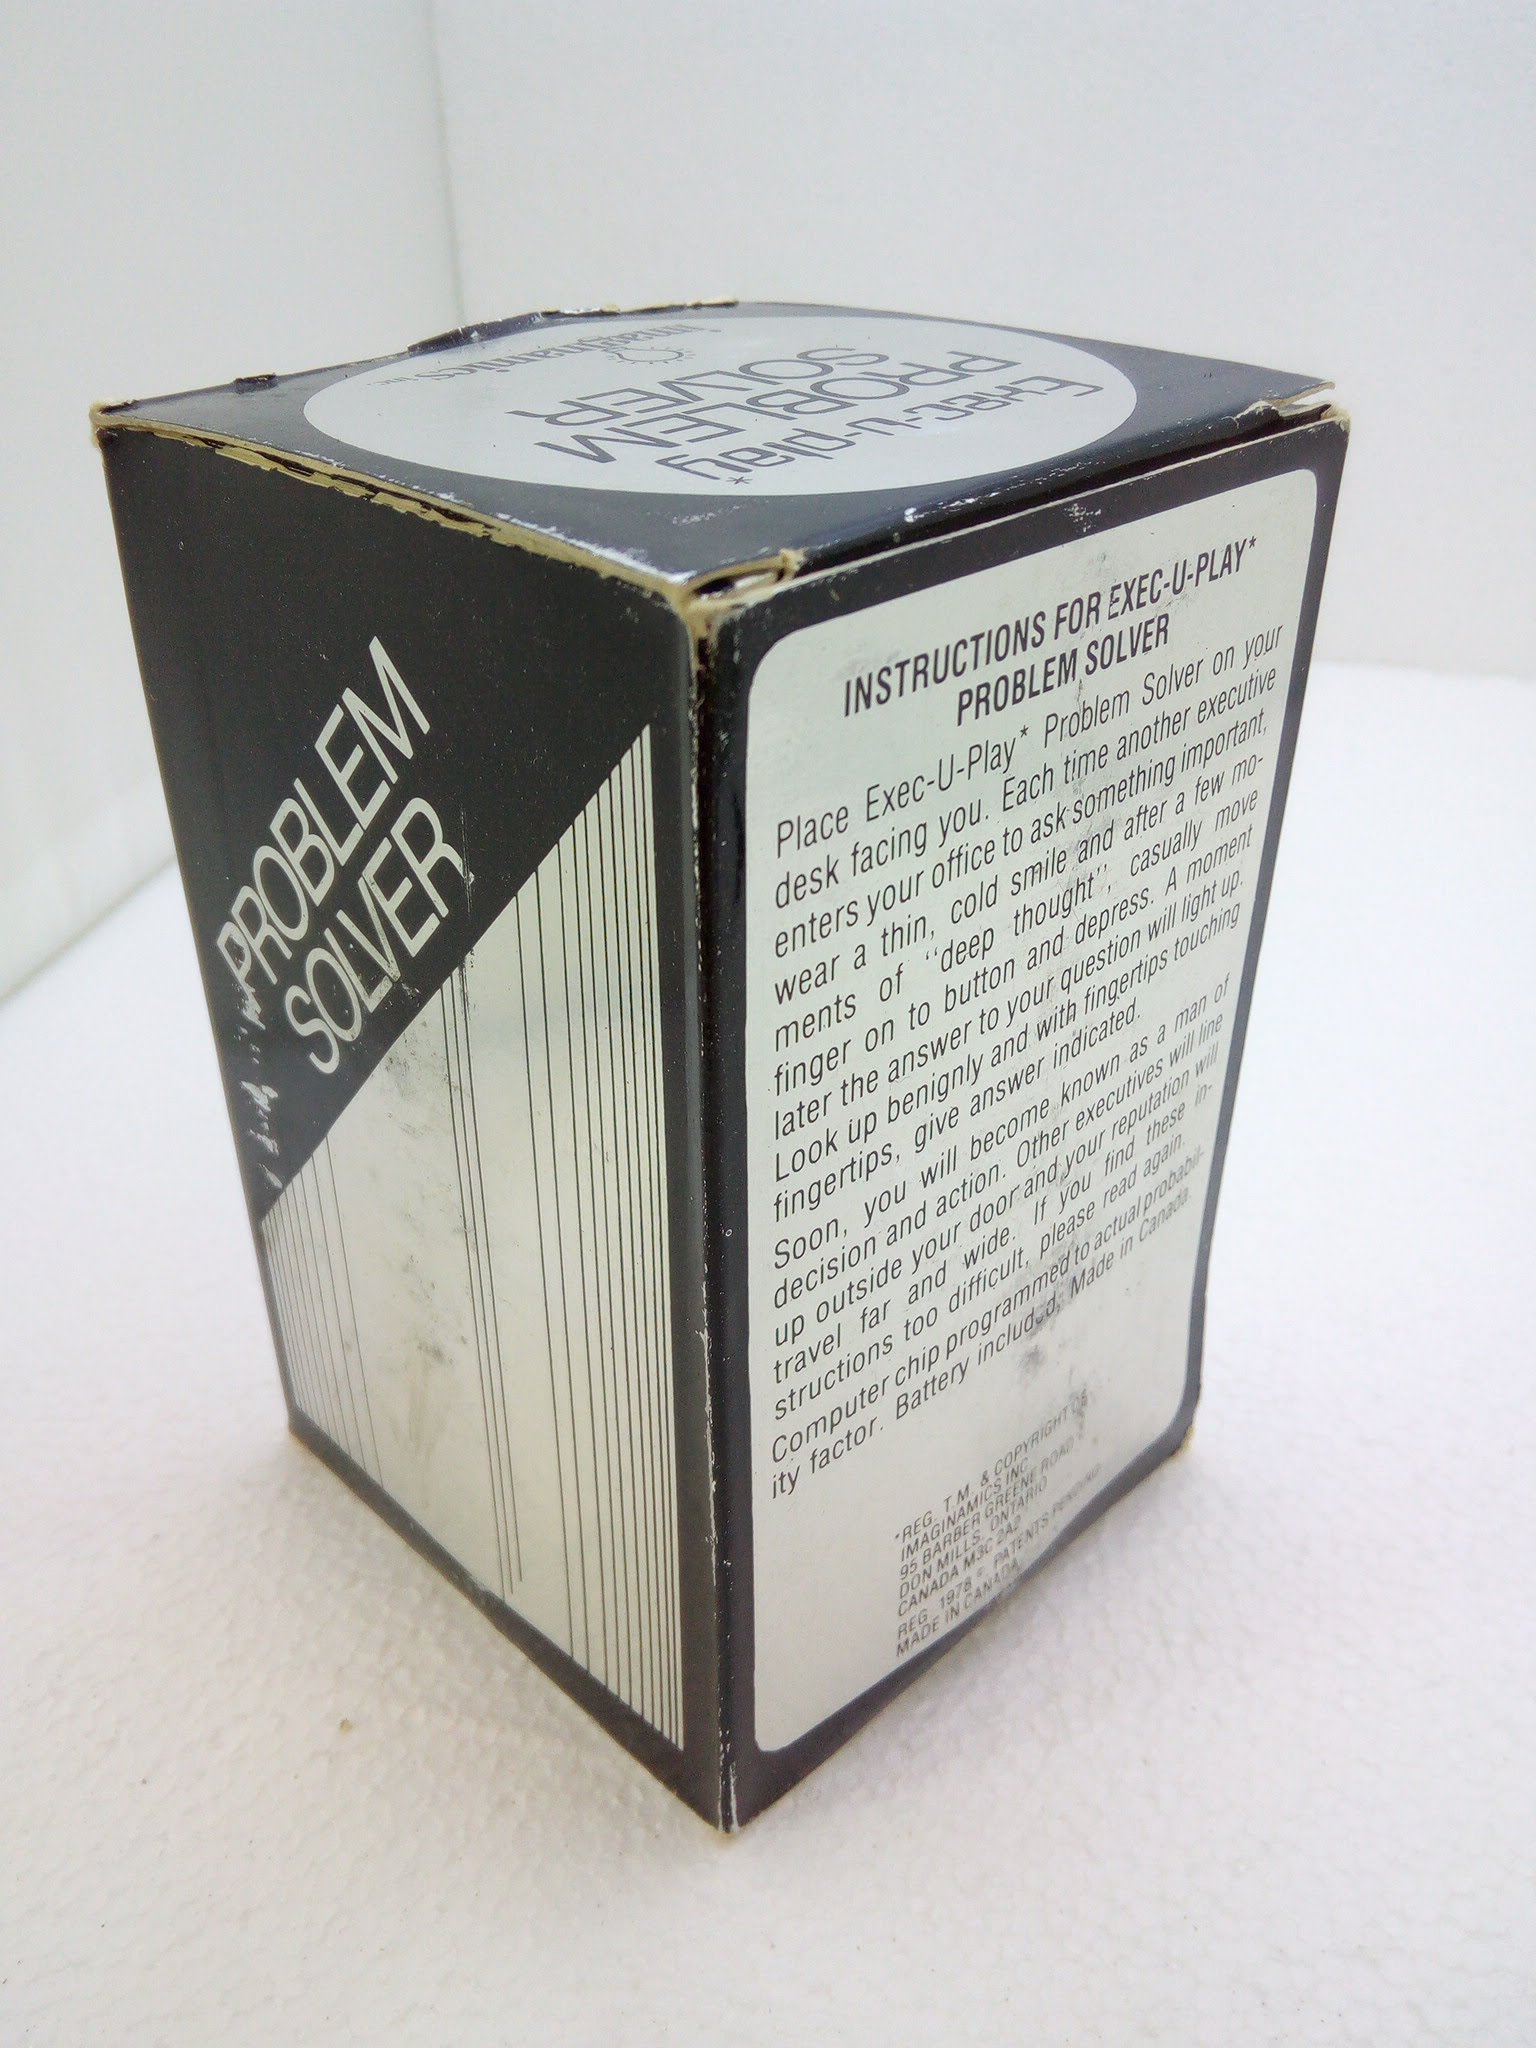 Exec-u-play*
PROBLEM
SOLVER
imaginamics inc.
PROBLEM
SOLVER
INSTRUCTIONS FOR EXEC-U-PLAY*
PROBLEM SOLVER
Place Exec-U-Play* Problem Solver on your
desk facing you. Each time another executive
enters your office to ask something important,
wear a thin, cold smile and after a few mo-
ments of "deep thought", casually move
finger on to button and depress. A moment
later the answer to your question will light up.
Look up benignly and with fingertips touching
fingertips, give answer indicated.
Soon, you will become known as a man of
decision and action. Other executives will line
up outside your door and your reputation will
travel far and wide. If you find these in-
structions too difficult, please read again.
Computer chip programmed to actual probabil-
ity factor. Battery included, Made in Canada.
*REG. T.M. & COPYRIGHT OF
IMAGINAMICS INC.
95 BARBER GREENE ROAD
DON MILLS, ONTARIO
CANADA M3C 2A2
REG. 1978 PATENTS PENDING
MADE IN CANADA